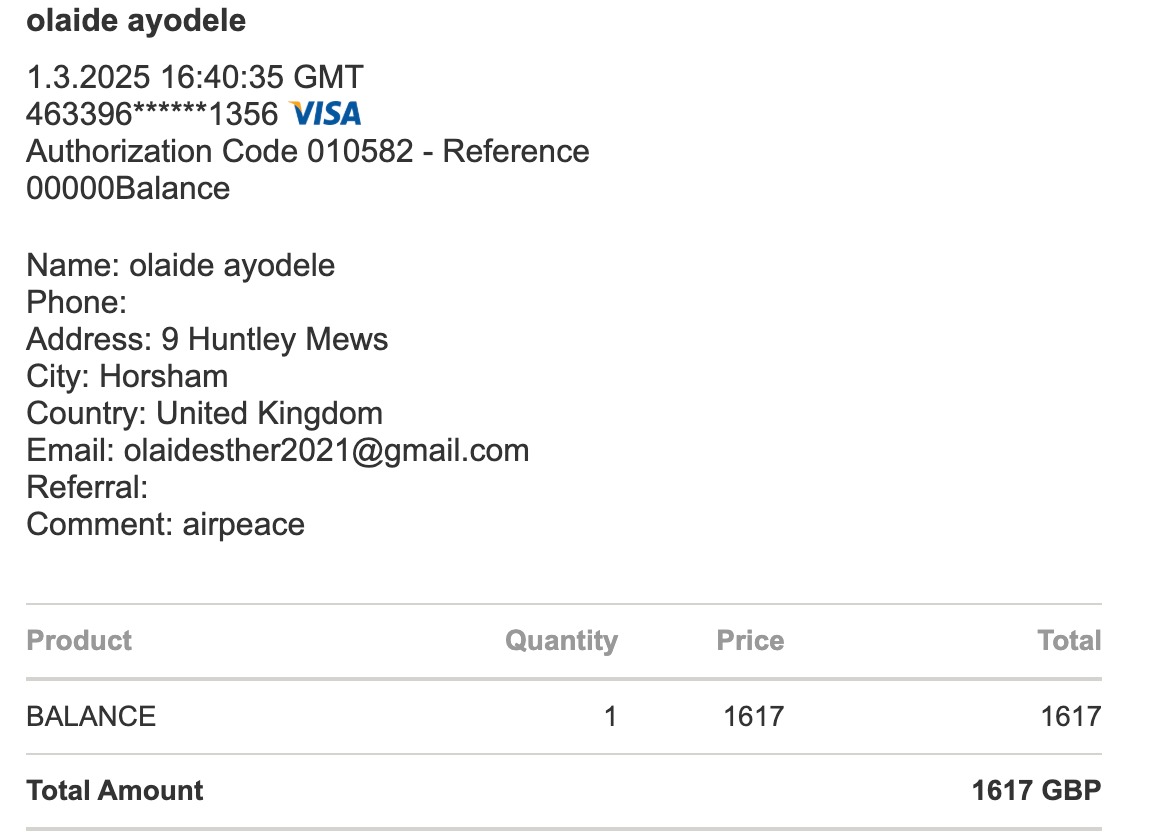 olaide ayodele
1.3.2025 16:40:35 GMT
463396******1356 VISA
Authorization Code 010582 - Reference
00000Balance
Name: olaide ayodele
Phone:
Address: 9 Huntley Mews
City: Horsham
Country: United Kingdom
Email: olaidesther2021@gmail.com
Referral:
Comment: airpeace
Product Quantity Price Total
BALANCE 1 1617 1617
Total Amount 1617 GBP